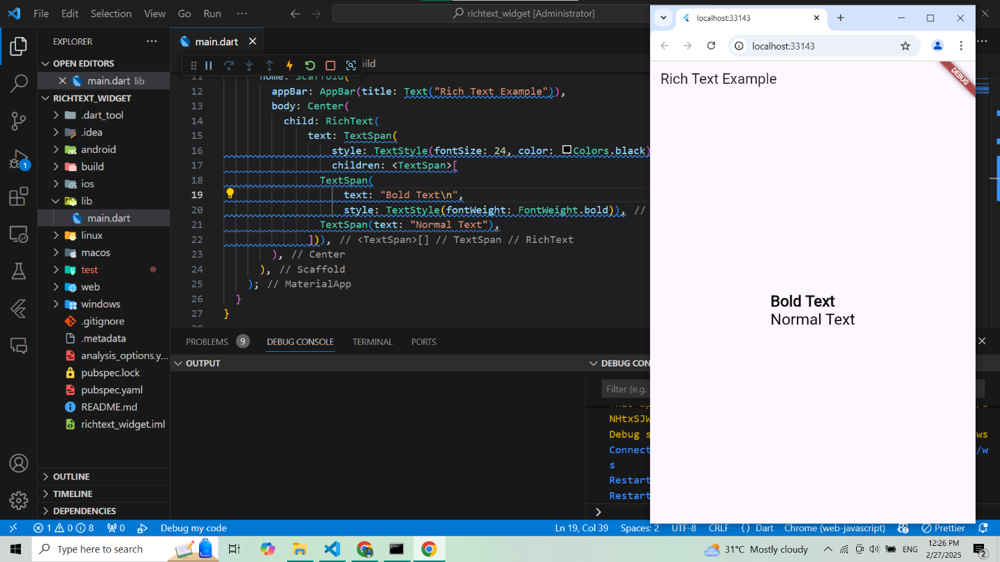 File Edit Selection View Go Run ··· richtext_widget [Administrator]
EXPLORER
OPEN EDITORS
main.dart lib
RICHTEXT_WIDGET
.dart_tool
.idea
android
build
ios
lib
main.dart
linux
macos
test
web
windows
.gitignore
.metadata
analysis_options.y...
pubspec.lock
pubspec.yaml
README.md
richtext_widget.iml
OUTLINE
TIMELINE
DEPENDENCIES
1
main.dart
11 home: Scaffold(
12 appBar: AppBar(title: Text("Rich Text Example")),
13 body: Center(
14 child: RichText(
15 text: TextSpan(
16 style: TextStyle(fontSize: 24, color: Colors.black)
17 children: <TextSpan>[
18 TextSpan(
19 text: "Bold Text\n",
20 style: TextStyle(fontWeight: FontWeight.bold)), //
21 TextSpan(text: "Normal Text"),
22 ])), // <TextSpan>[] // TextSpan // RichText
23 ), // Center
24 ), // Scaffold
25 ); // MaterialApp
26 }
27 }
PROBLEMS 9 DEBUG CONSOLE TERMINAL PORTS
OUTPUT
DEBUG CON
Filter (e.g.
NHtxSJW
Debug s
ws
Connect
/w
s
Restart
Restart
localhost:33143
localhost:33143
DEBUG
Rich Text Example
Bold Text
Normal Text
1 0 8 0 Debug my code Ln 19, Col 39 Spaces: 2 UTF-8 CRLF {} Dart Chrome (web-javascript) Prettier
Type here to search
31°C Mostly cloudy ENG
12:26 PM
2/27/2025
2